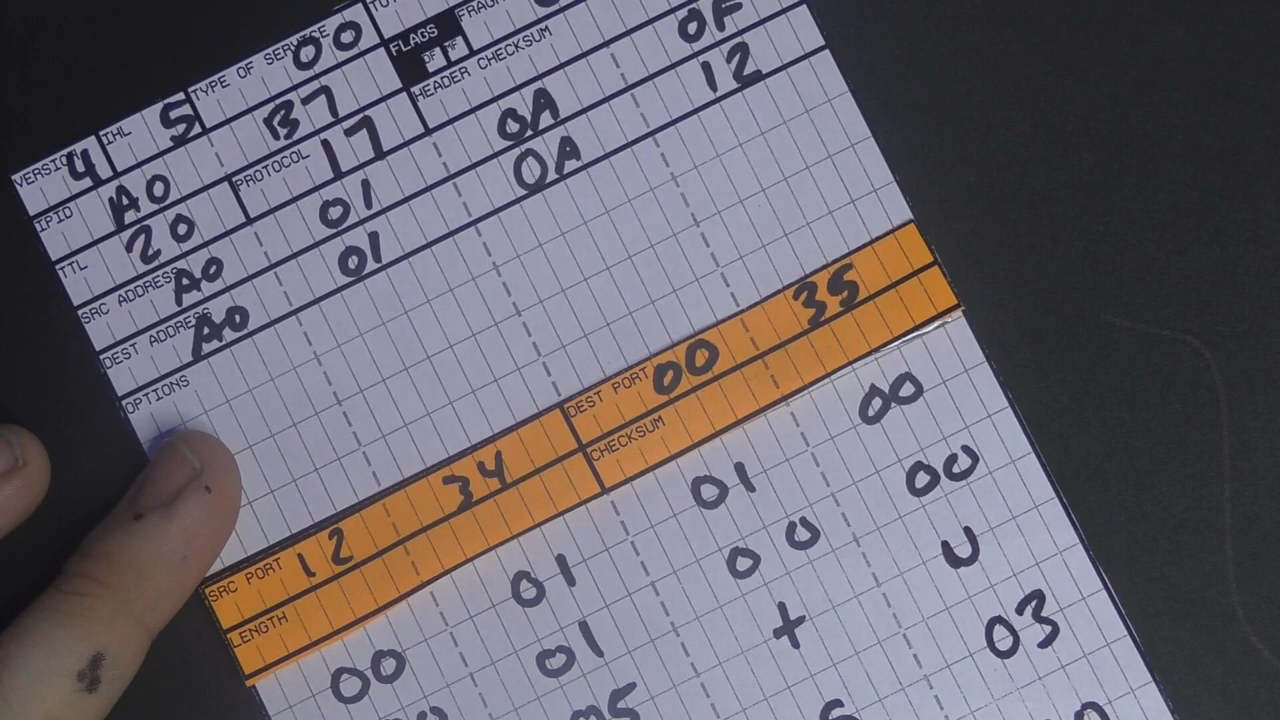 VERSION 4 IHL 5 TYPE OF SERVICE 00
IPID A0 B7 FLAGS DF MF
TTL 20 PROTOCOL 17 HEADER CHECKSUM
SRC ADDRESS A0 01 0A 0F
DEST ADDRESS A0 01 0A 12
OPTIONS
SRC PORT 12 34 DEST PORT 00 35
LENGTH CHECKSUM
00 01 01 00
01 00 00
+ U
03